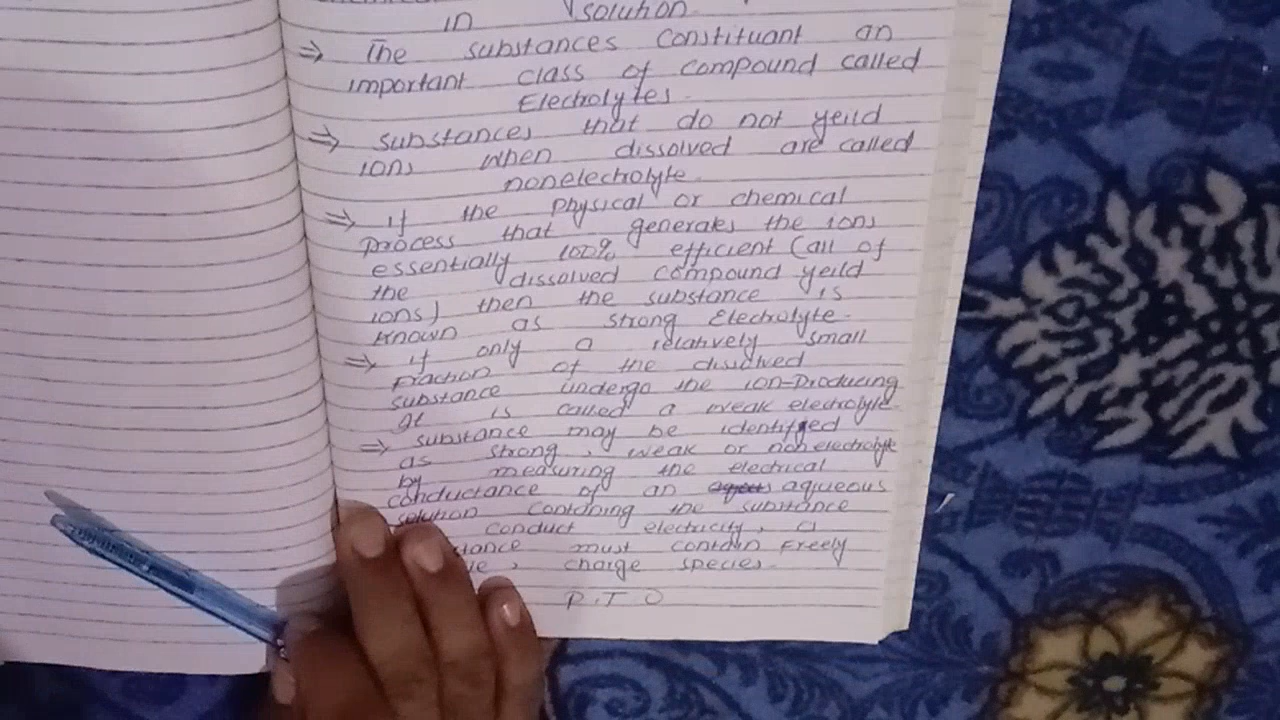 in solution
⇒ The substances constituant an
important class of compound called
Electrolytes.
⇒ substances that do not yeild
ions when dissolved are called
nonelectrolyte.
⇒ if the physical or chemical
process that generates the ions
essentially 100% efficient (all of
the dissolved compound yeild
ions) then the substance is
known as strong Electrolyte.
⇒ if only a relatively small
fraction of the dissolved
substance undergo the ion-Producing
It is called a weak electrolyte.
⇒ substance may be identified
as strong, weak or nonelectrolyte
by measuring the electrical
conductance of an aqueous
solution containing the substance
conduct electricity, a
must contain Freely
, charge species.
P.T O